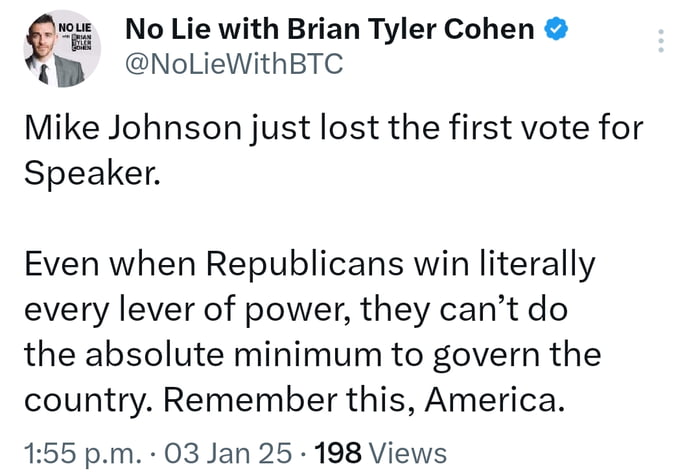 NO LIE
with BRIAN
TYLER
COHEN
No Lie with Brian Tyler Cohen
@NoLieWithBTC
Mike Johnson just lost the first vote for
Speaker.
Even when Republicans win literally
every lever of power, they can’t do
the absolute minimum to govern the
country. Remember this, America.
1:55 p.m. · 03 Jan 25 · 198 Views